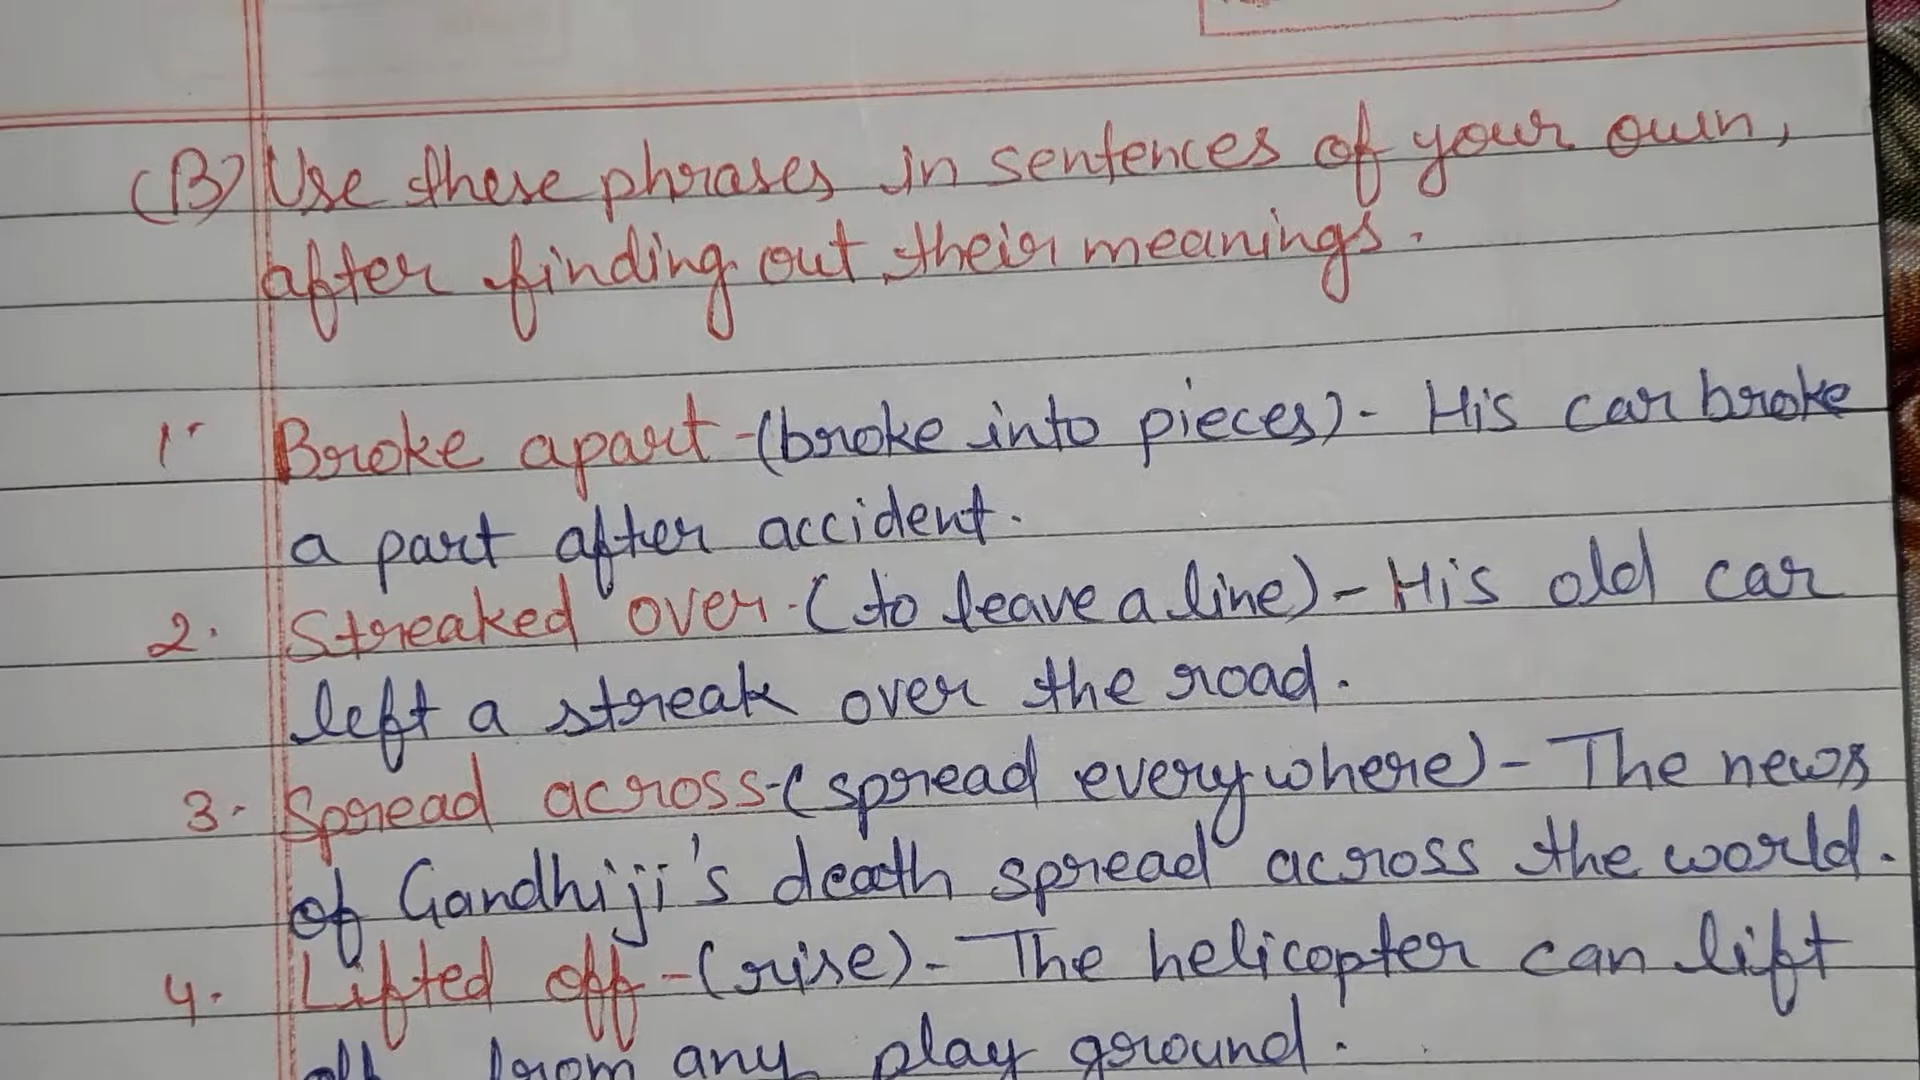 (B) Use these phrases in sentences of your own,
after finding out their meanings.
1. Broke apart - (broke into pieces) - His car broke
a part after accident.
2. Streaked over - (to leave a line) - His old car
left a streak over the road.
3. Spread across - (spread everywhere) - The news
of Gandhiji's death spread across the world.
4. Lifted off - (rise) - The helicopter can lift
off from any play ground.